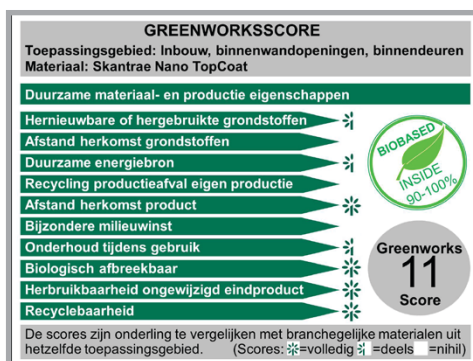 GREENWORKSSCORE
Toepassingsgebied: Inbouw, binnenwandopeningen, binnendeuren
Materiaal: Skantrae Nano TopCoat
Duurzame materiaal- en productie eigenschappen
Hernieuwbare of hergebruikte grondstoffen
Afstand herkomst grondstoffen
Duurzame energiebron
Recycling productieafval eigen productie
Afstand herkomst product
Bijzondere milieuwinst
Onderhoud tijdens gebruik
Biologisch afbreekbaar
Herbruikbaarheid ongewijzigd eindproduct
Recyclebaarheid
BIOBASED
INSIDE
90-100%
Greenworks
11
Score
De scores zijn onderling te vergelijken met branchegelijke materialen uit
hetzelfde toepassingsgebied. (Scores: =volledig =deels =nihil)